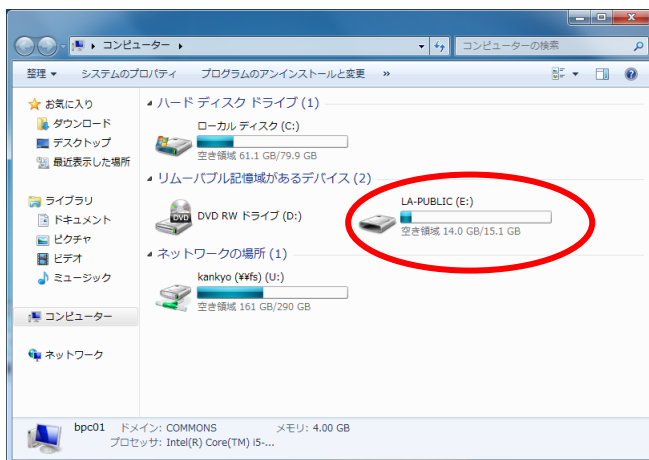 コンピューター
コンピューターの検索
整理
システムのプロパティ
プログラムのアンインストールと変更
»
お気に入り
ダウンロード
デスクトップ
最近表示した場所
ライブラリ
ドキュメント
ピクチャ
ビデオ
ミュージック
コンピューター
ネットワーク
ハード ディスク ドライブ (1)
ローカル ディスク (C:)
空き領域 61.1 GB/79.9 GB
リムーバブル記憶域があるデバイス (2)
DVD
DVD RW ドライブ (D:)
LA-PUBLIC (E:)
空き領域 14.0 GB/15.1 GB
ネットワークの場所 (1)
kankyo (¥¥fs) (U:)
空き領域 161 GB/290 GB
bpc01 ドメイン: COMMONS メモリ: 4.00 GB
プロセッサ: Intel(R) Core(TM) i5-...